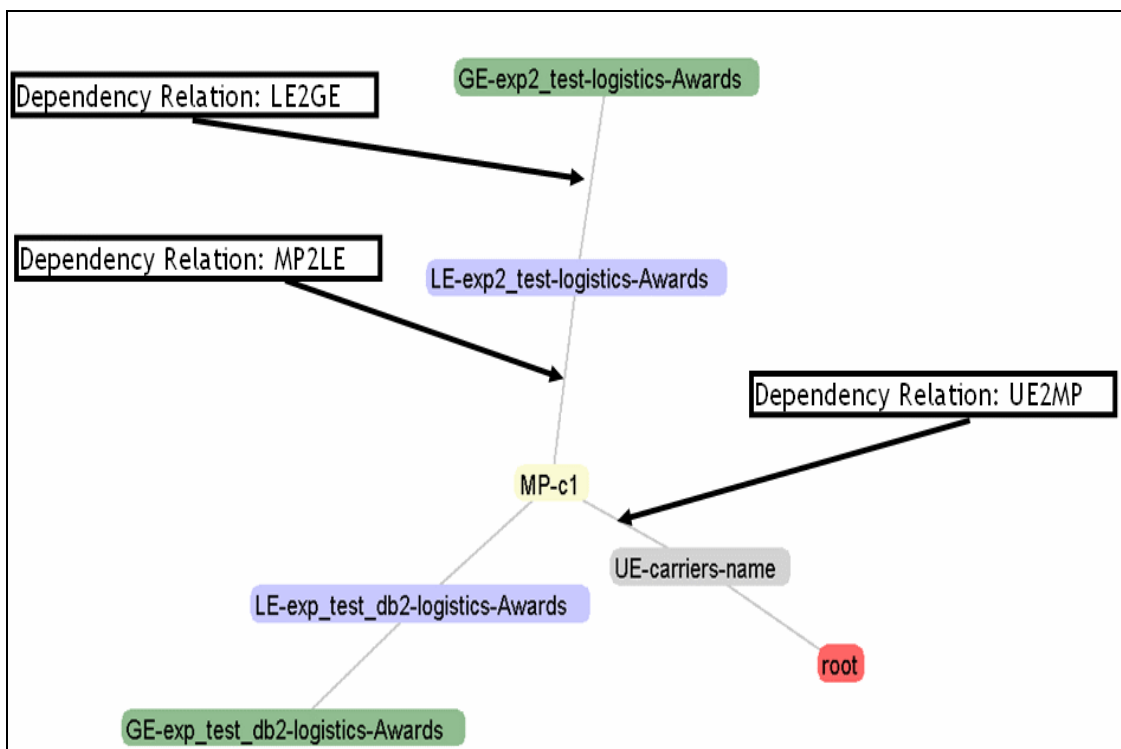 GE-exp2_test-logistics-Awards
Dependency Relation: LE2GE
Dependency Relation: MP2LE
LE-exp2_test-logistics-Awards
Dependency Relation: UE2MP
MP-c1
UE-carriers-name
LE-exp_test_db2-logistics-Awards
root
GE-exp_test_db2-logistics-Awards